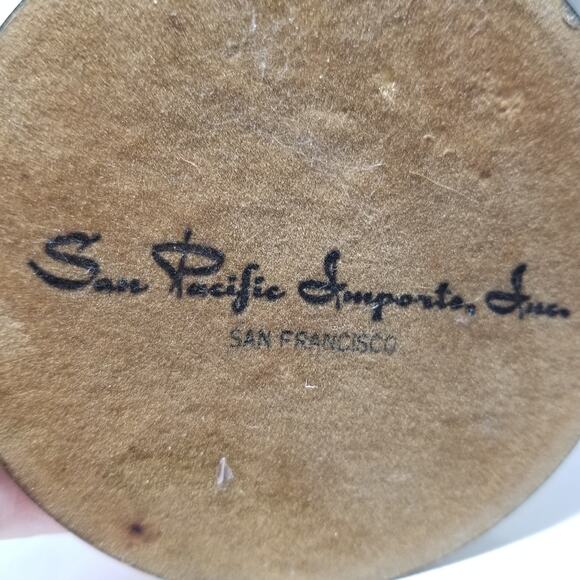 San Pacific Imports, Inc.
SAN FRANCISCO